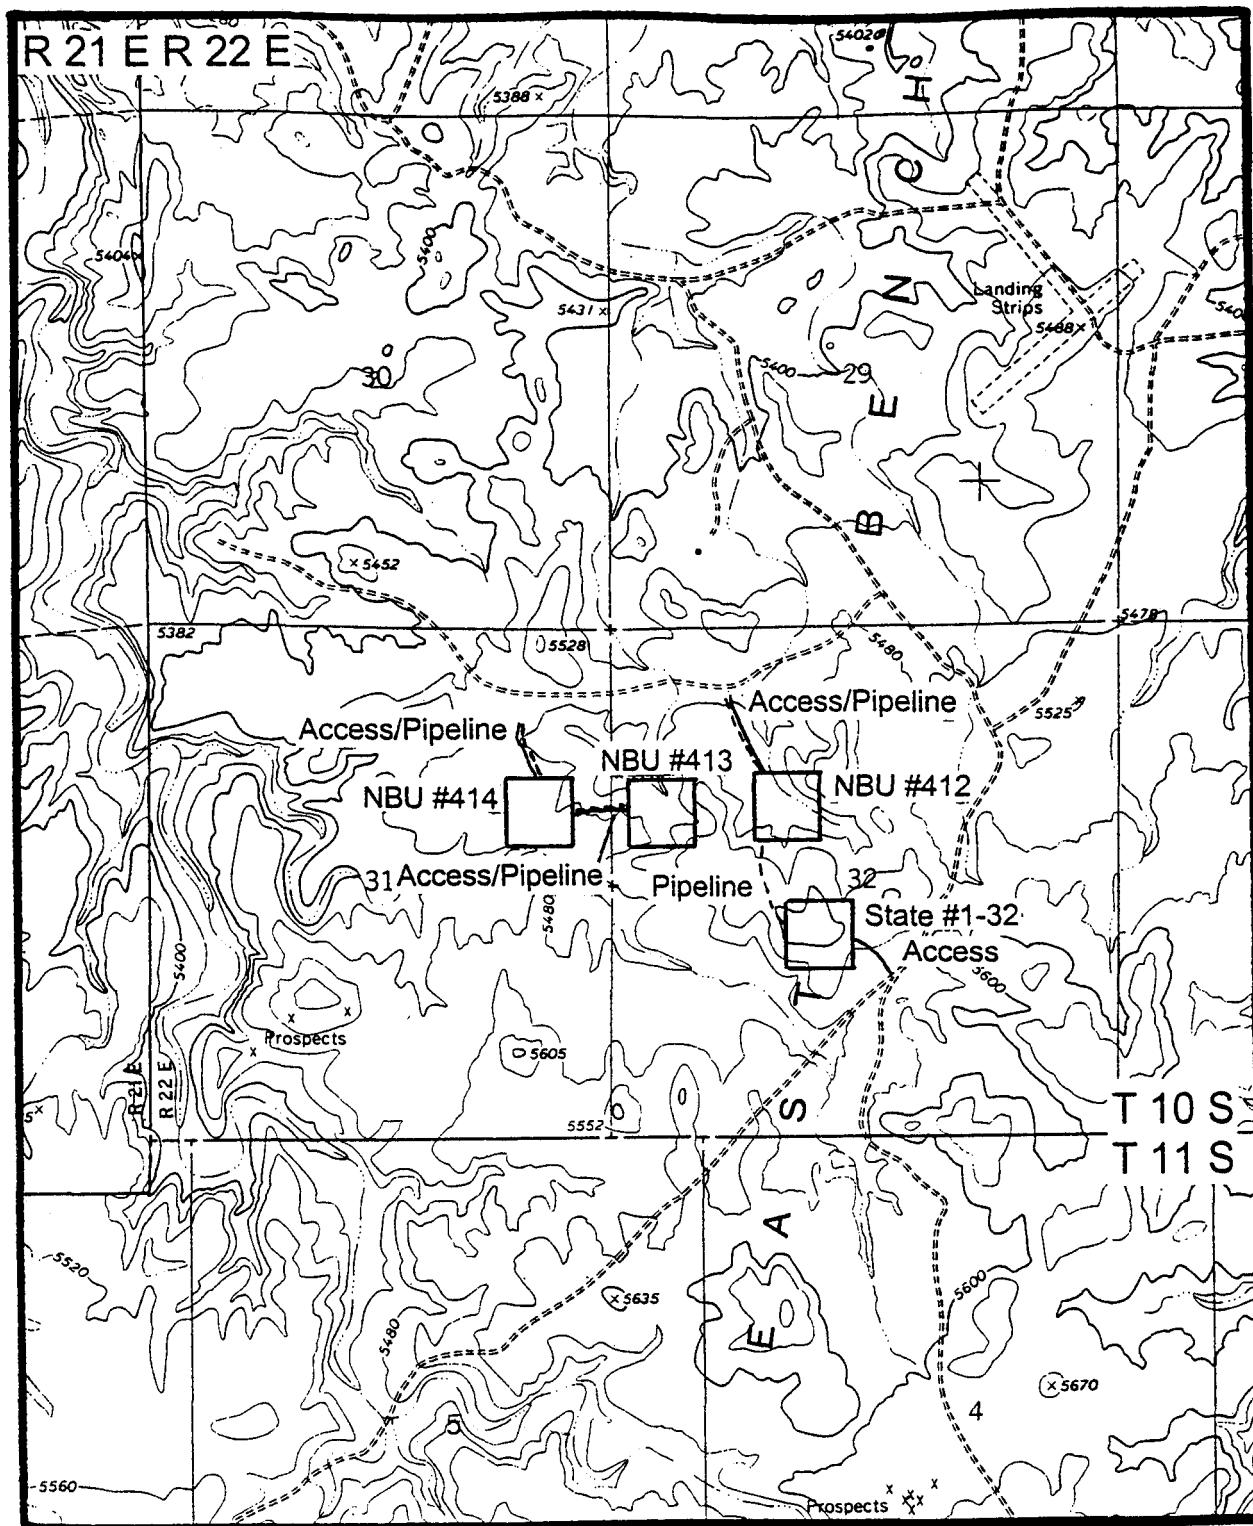 R 21 E R 22 E
5402
5388
H
C
5404
5400
N
Landing
Strips
5431
5488
30
5400
29
E
B
5452
5382
5478
5528
5480
Access/Pipeline
Access/Pipeline
5525
NBU #413
NBU #414
NBU #412
31
Access/Pipeline
Pipeline
32
5480
State #1-32
Access
5400
5600
T
Prospects
5605
R 21 E
R 22 E
S
T 10 S
5552
T 11 S
A
5520
5600
5635
E
5480
5670
5
4
5560
Prospects